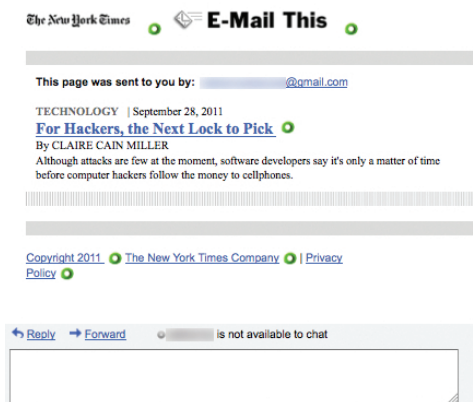 The New York Times E-Mail This
This page was sent to you by: @gmail.com
TECHNOLOGY | September 28, 2011
For Hackers, the Next Lock to Pick
By CLAIRE CAIN MILLER
Although attacks are few at the moment, software developers say it's only a matter of time
before computer hackers follow the money to cellphones.
Copyright 2011 The New York Times Company | Privacy
Policy
Reply Forward is not available to chat